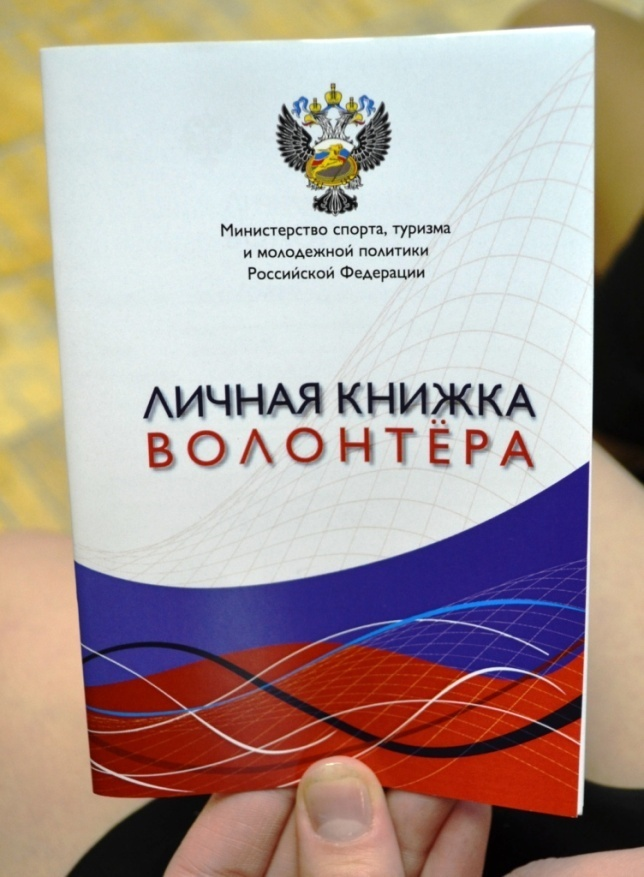 Министерство спорта, туризма
и молодежной политики
Российской Федерации
ЛИЧНАЯ КНИЖКА
ВОЛОНТЁРА